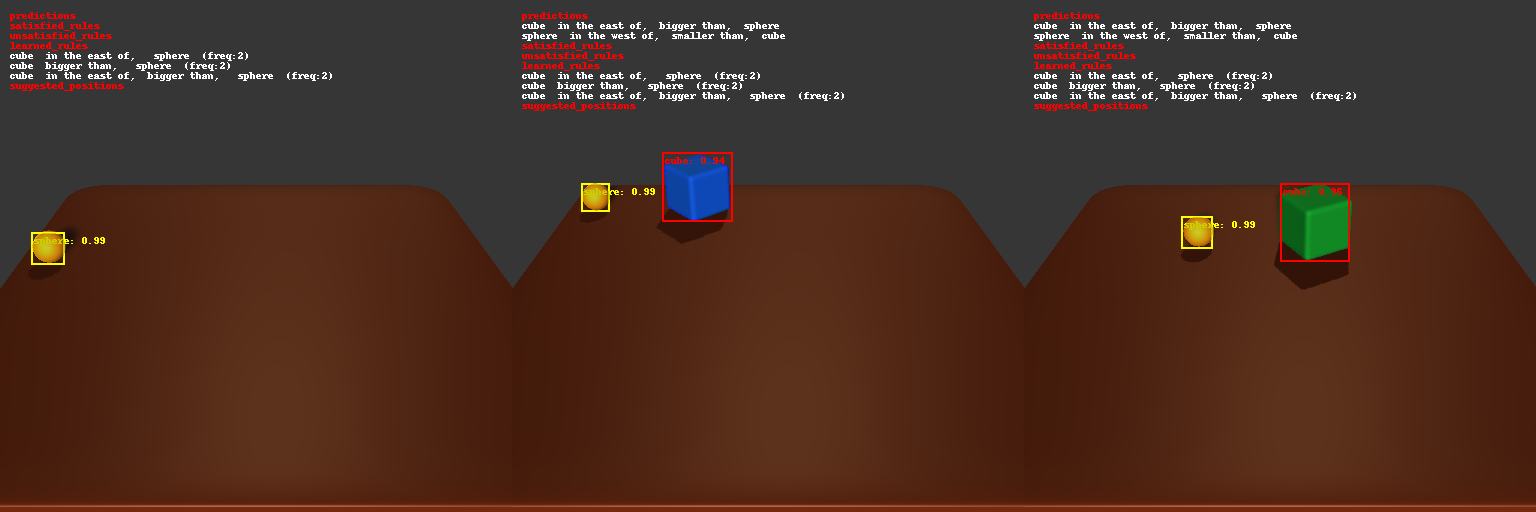 predictions
satisfied_rules
unsatisfied_rules
learned_rules
cube in the east of, sphere (freq:2)
cube bigger than, sphere (freq:2)
cube in the east of, bigger than, sphere (freq:2)
suggested_positions
sphere: 0.99
predictions
cube in the east of, bigger than, sphere
sphere in the west of, smaller than, cube
satisfied_rules
unsatisfied_rules
learned_rules
cube in the east of, sphere (freq:2)
cube bigger than, sphere (freq:2)
cube in the east of, bigger than, sphere (freq:2)
suggested_positions
cube: 0.94
sphere: 0.99
predictions
cube in the east of, bigger than, sphere
sphere in the west of, smaller than, cube
satisfied_rules
unsatisfied_rules
learned_rules
cube in the east of, sphere (freq:2)
cube bigger than, sphere (freq:2)
cube in the east of, bigger than, sphere (freq:2)
suggested_positions
cube: 0.95
sphere: 0.99